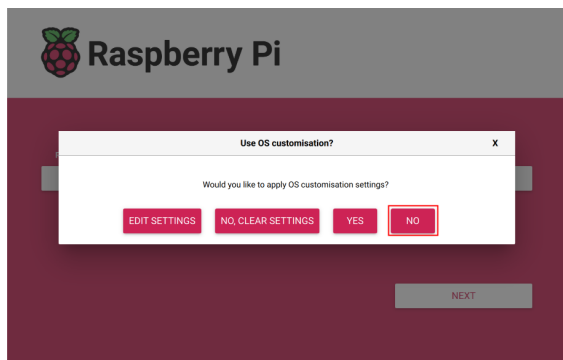 Raspberry Pi
Use OS customisation?
X
Would you like to apply OS customisation settings?
EDIT SETTINGS
NO, CLEAR SETTINGS
YES
NO
NEXT